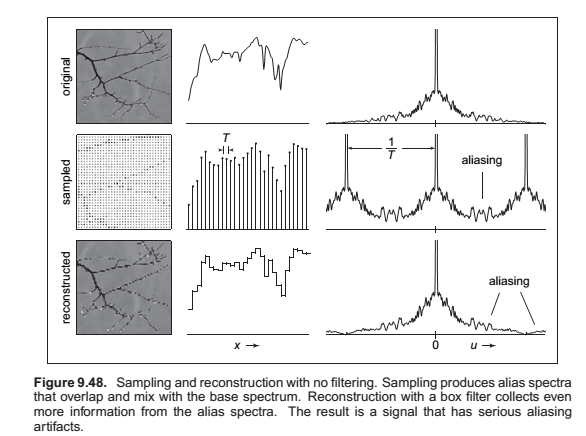 original
sampled
T
1
T
aliasing
reconstructed
aliasing
x →
0
u →
Figure 9.48. Sampling and reconstruction with no filtering. Sampling produces alias spectra
that overlap and mix with the base spectrum. Reconstruction with a box filter collects even
more information from the alias spectra. The result is a signal that has serious aliasing
artifacts.